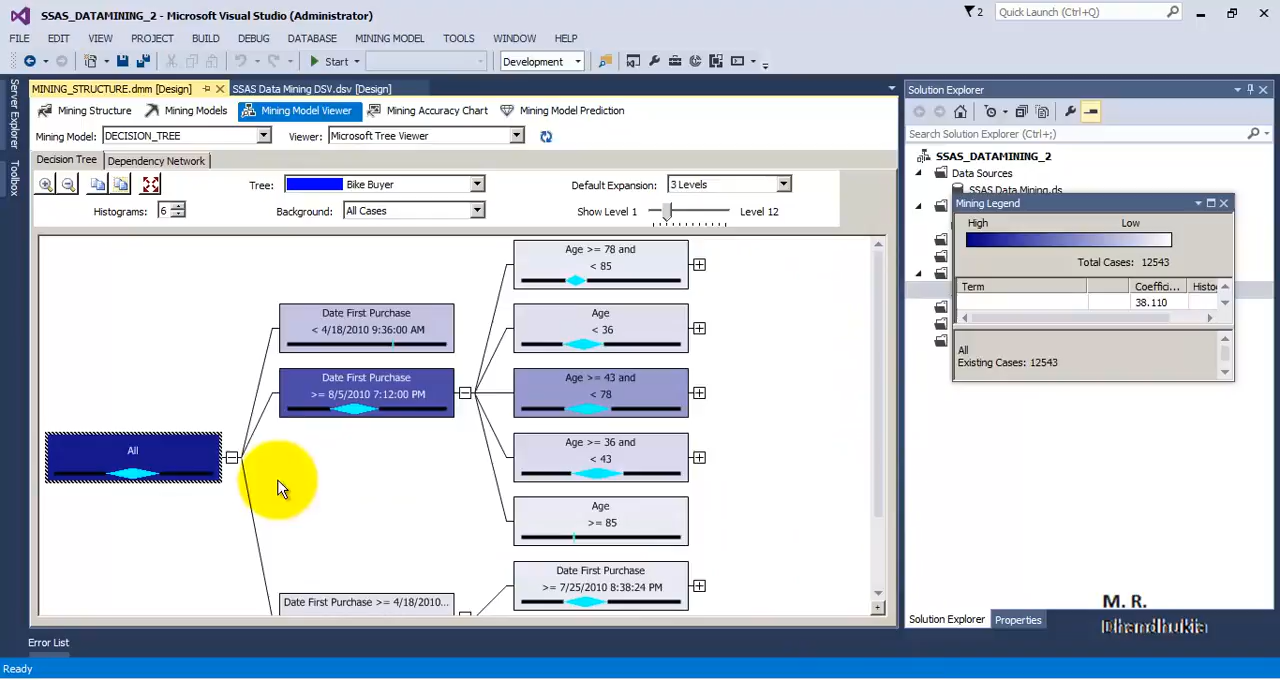 SSAS_DATAMINING_2 - Microsoft Visual Studio (Administrator)
2
Quick Launch (Ctrl+Q)
FILE EDIT VIEW PROJECT BUILD DEBUG DATABASE MINING MODEL TOOLS WINDOW HELP
Start
Development
Server Explorer
Toolbox
MINING_STRUCTURE.dmm [Design]
SSAS Data Mining DSV.dsv [Design]
Mining Structure
Mining Models
Mining Model Viewer
Mining Accuracy Chart
Mining Model Prediction
Mining Model: DECISION_TREE
Viewer: Microsoft Tree Viewer
Decision Tree
Dependency Network
Tree: Bike Buyer
Default Expansion: 3 Levels
Histograms: 6
Background: All Cases
Show Level 1
Level 12
All
Date First Purchase
< 4/18/2010 9:36:00 AM
Date First Purchase
>= 8/5/2010 7:12:00 PM
Date First Purchase >= 4/18/2010...
Age >= 78 and
< 85
Age
< 36
Age >= 43 and
< 78
Age >= 36 and
< 43
Age
>= 85
Date First Purchase
>= 7/25/2010 8:38:24 PM
Solution Explorer
Search Solution Explorer (Ctrl+;)
SSAS_DATAMINING_2
Data Sources
SSAS Data Mining.ds
Mining Legend
High
Low
Total Cases: 12543
Term
Coeffici...
Histo
38.110
All
Existing Cases: 12543
M. R.
Dhandhukia
Solution Explorer
Properties
Error List
Ready